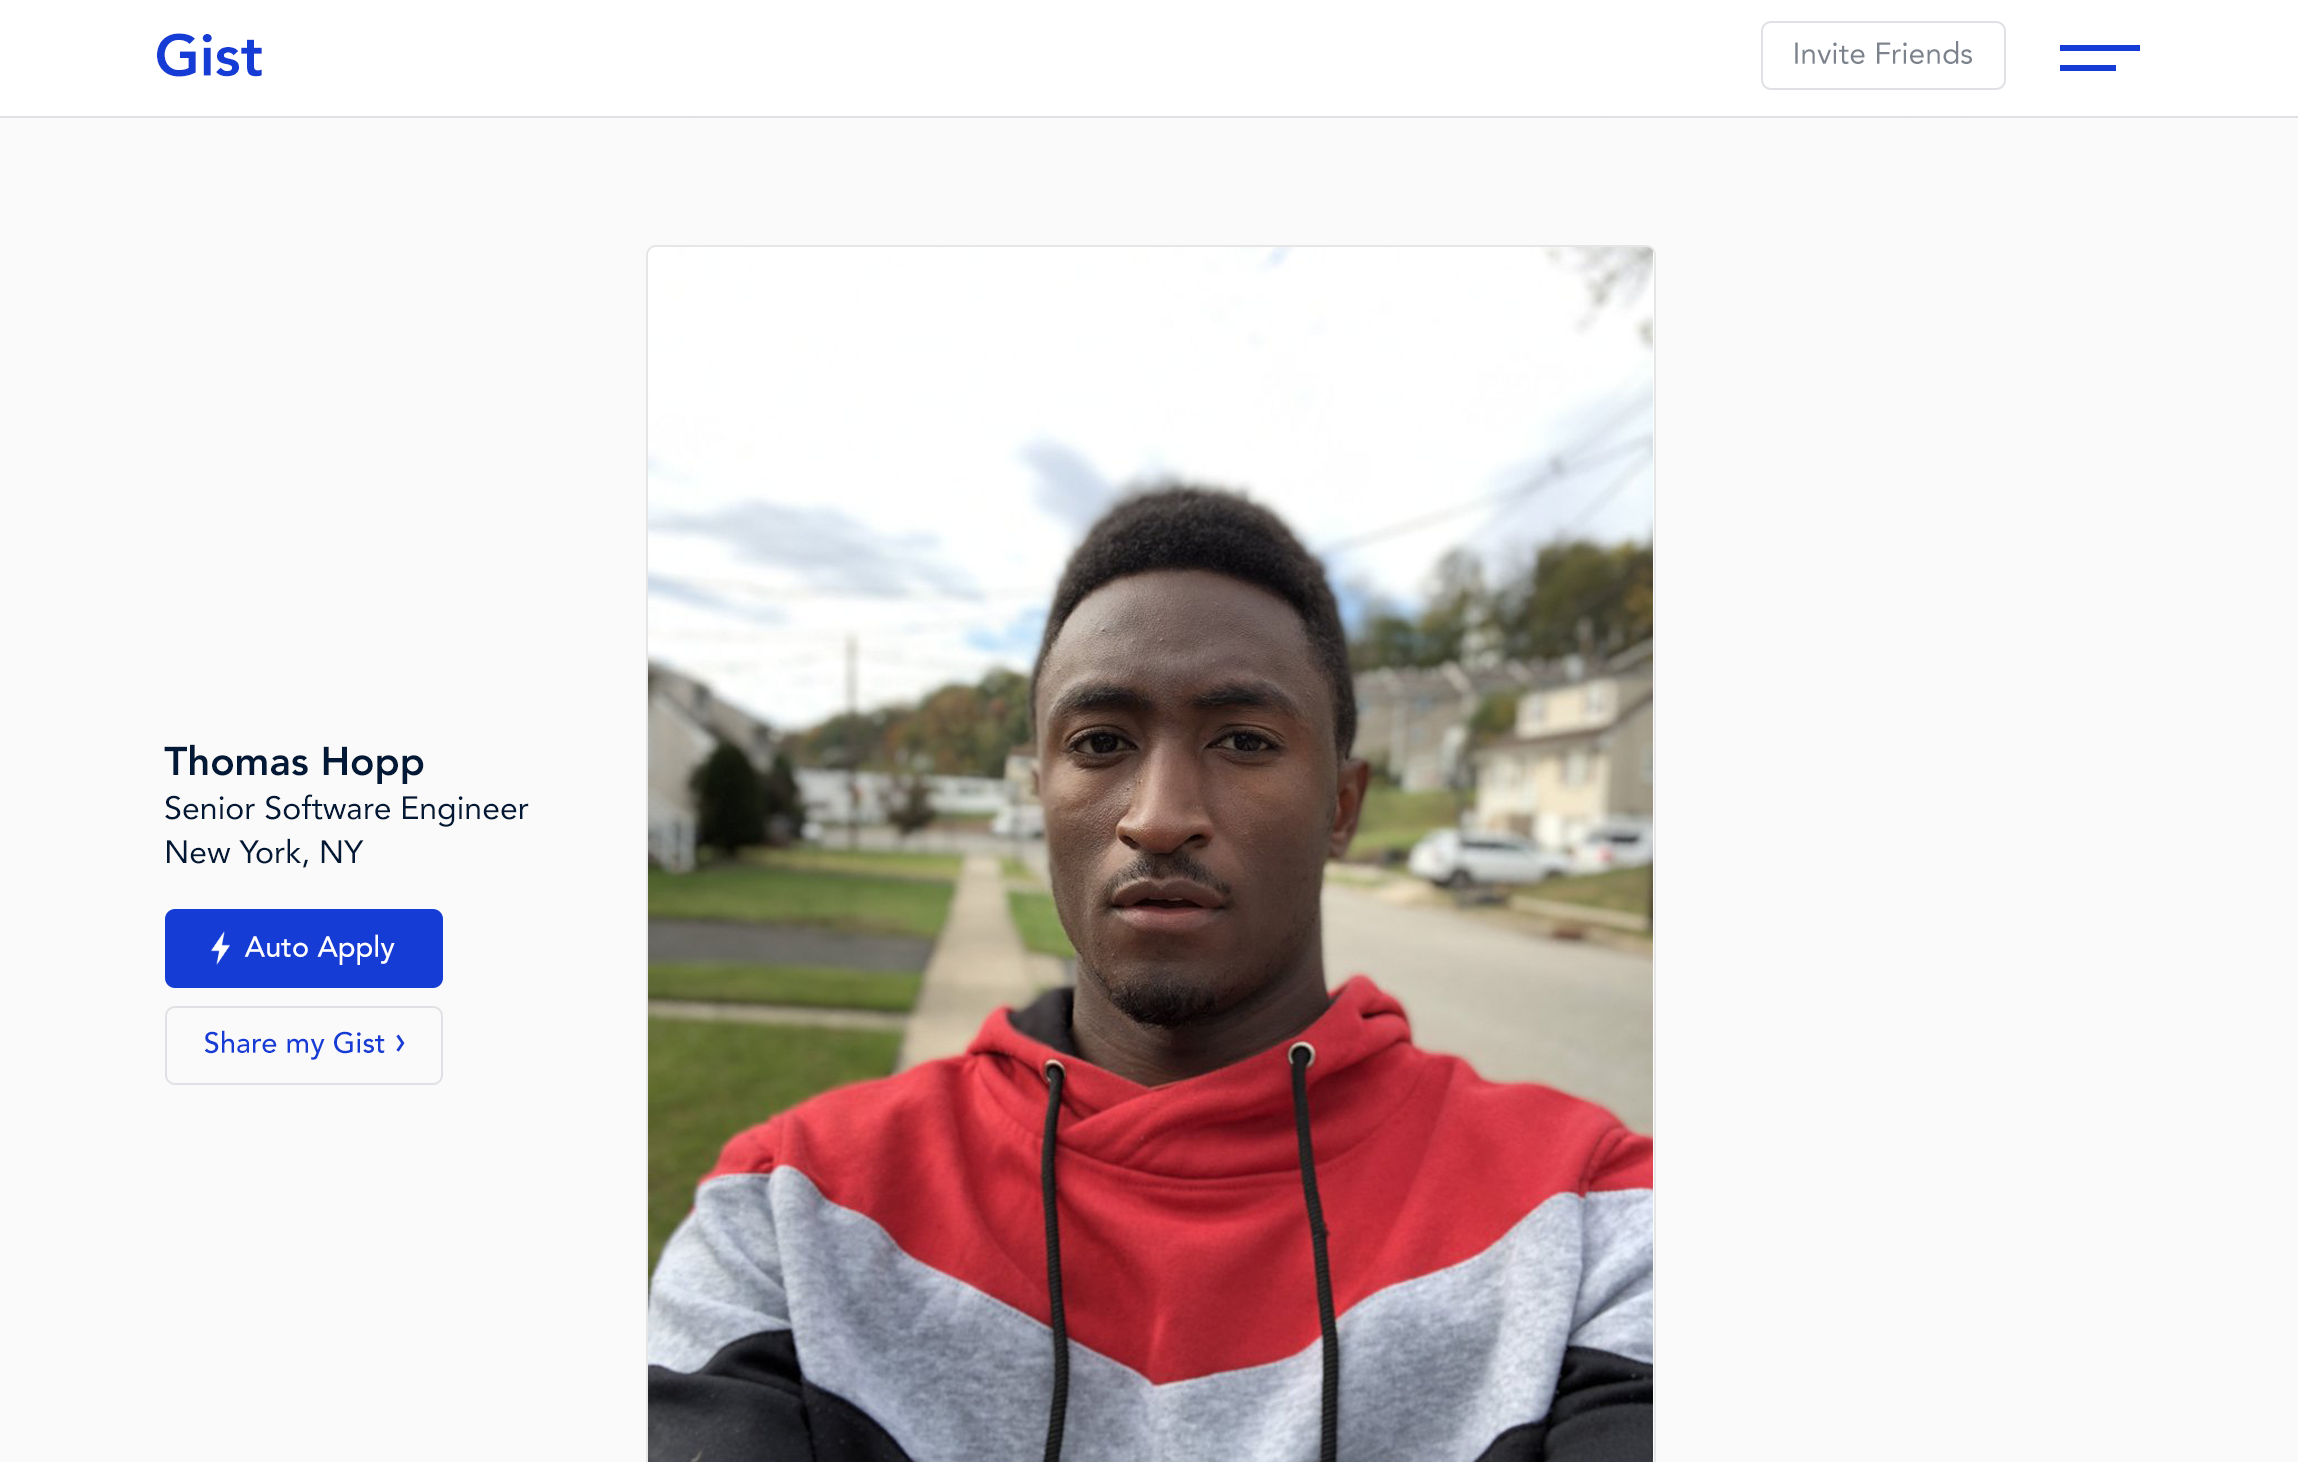 Gist
Invite Friends
Thomas Hopp
Senior Software Engineer
New York, NY
Auto Apply
Share my Gist ›